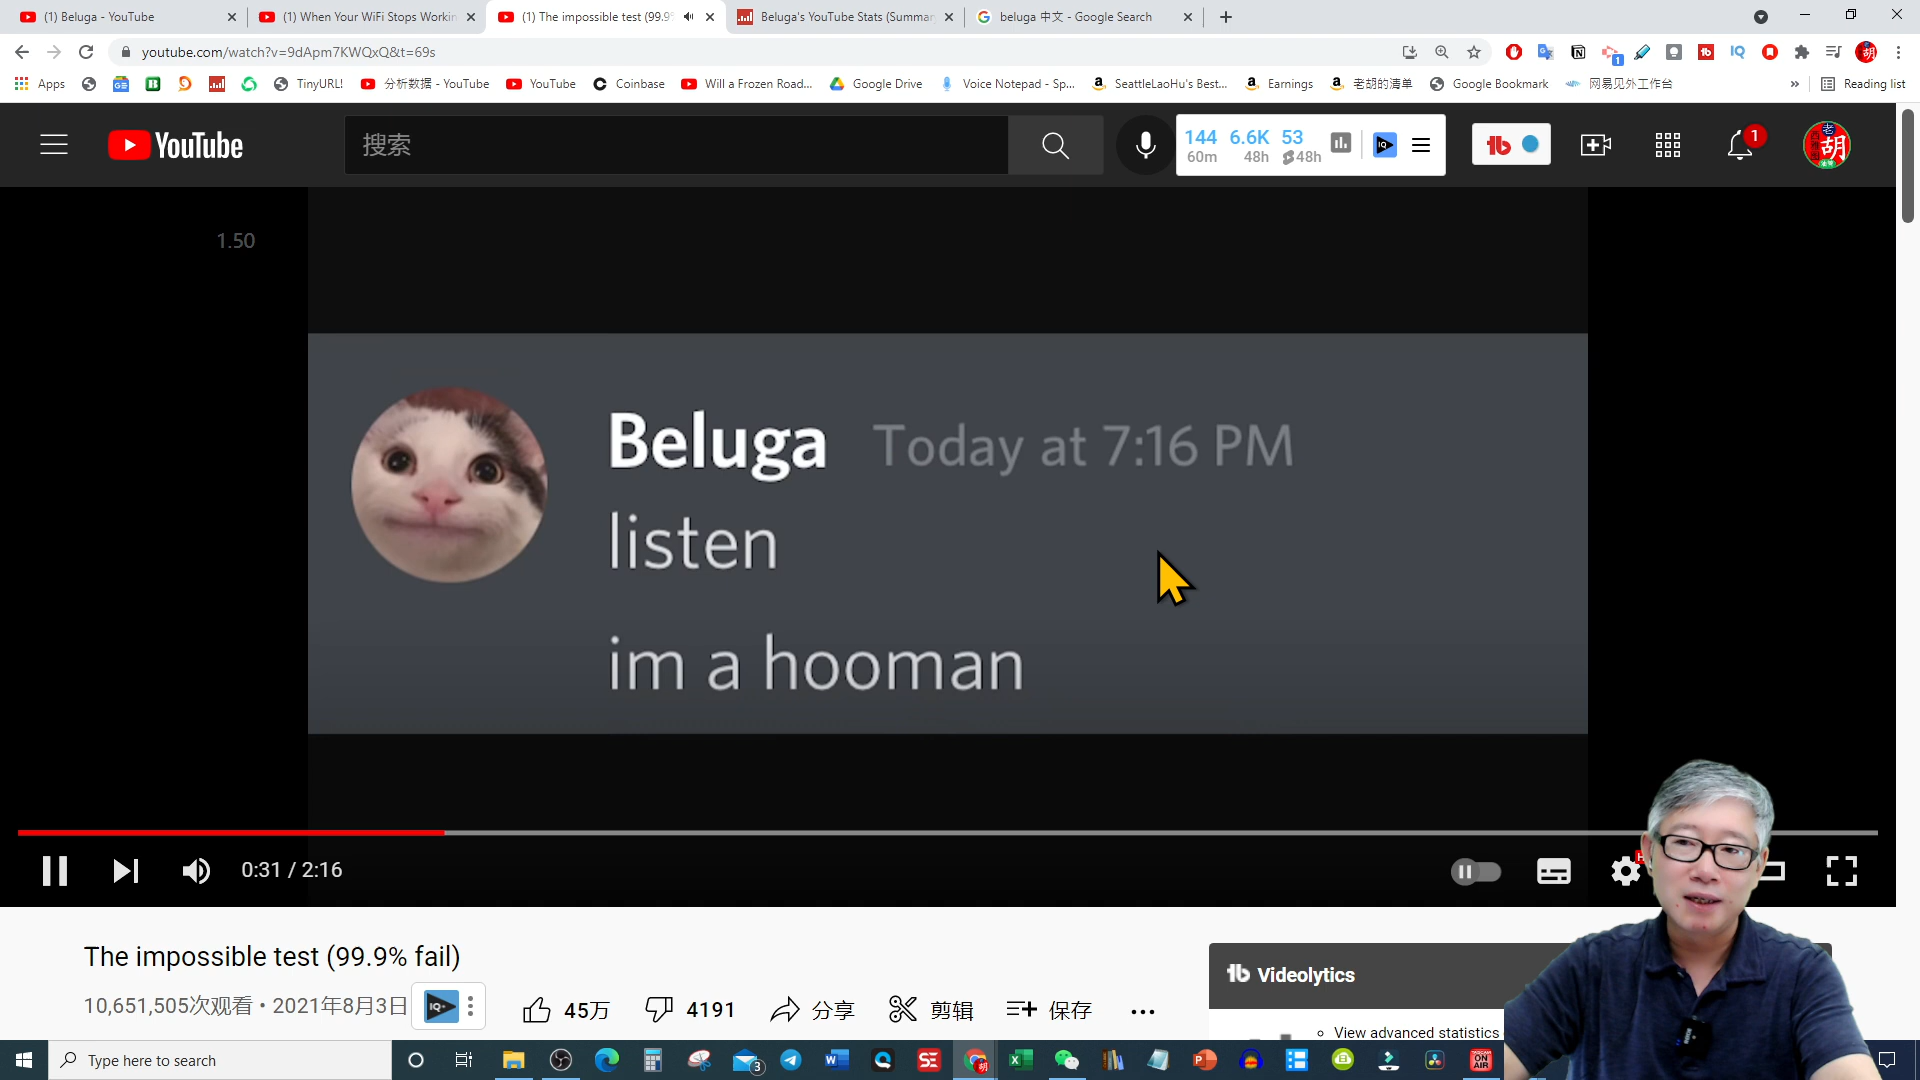 (1) Beluga - YouTube
(1) When Your WiFi Stops Workin
(1) The impossible test (99.9%
Beluga's YouTube Stats (Summar
beluga 中文 - Google Search
youtube.com/watch?v=9dApm7KWQxQ&t=69s
Apps
TinyURL!
分析数据 - YouTube
YouTube
Coinbase
Will a Frozen Road...
Google Drive
Voice Notepad - Sp...
SeattleLaoHu's Best...
Earnings
老胡的清单
Google Bookmark
网易见外工作台
Reading list
YouTube
搜索
144 6.6K 53
60m 48h 48h
1
1.50
Beluga Today at 7:16 PM
listen
im a hooman
0:31 / 2:16
The impossible test (99.9% fail)
10,651,505次观看 • 2021年8月3日
45万
4191
分享
剪辑
保存
Videolytics
View advanced statistics
Type here to search